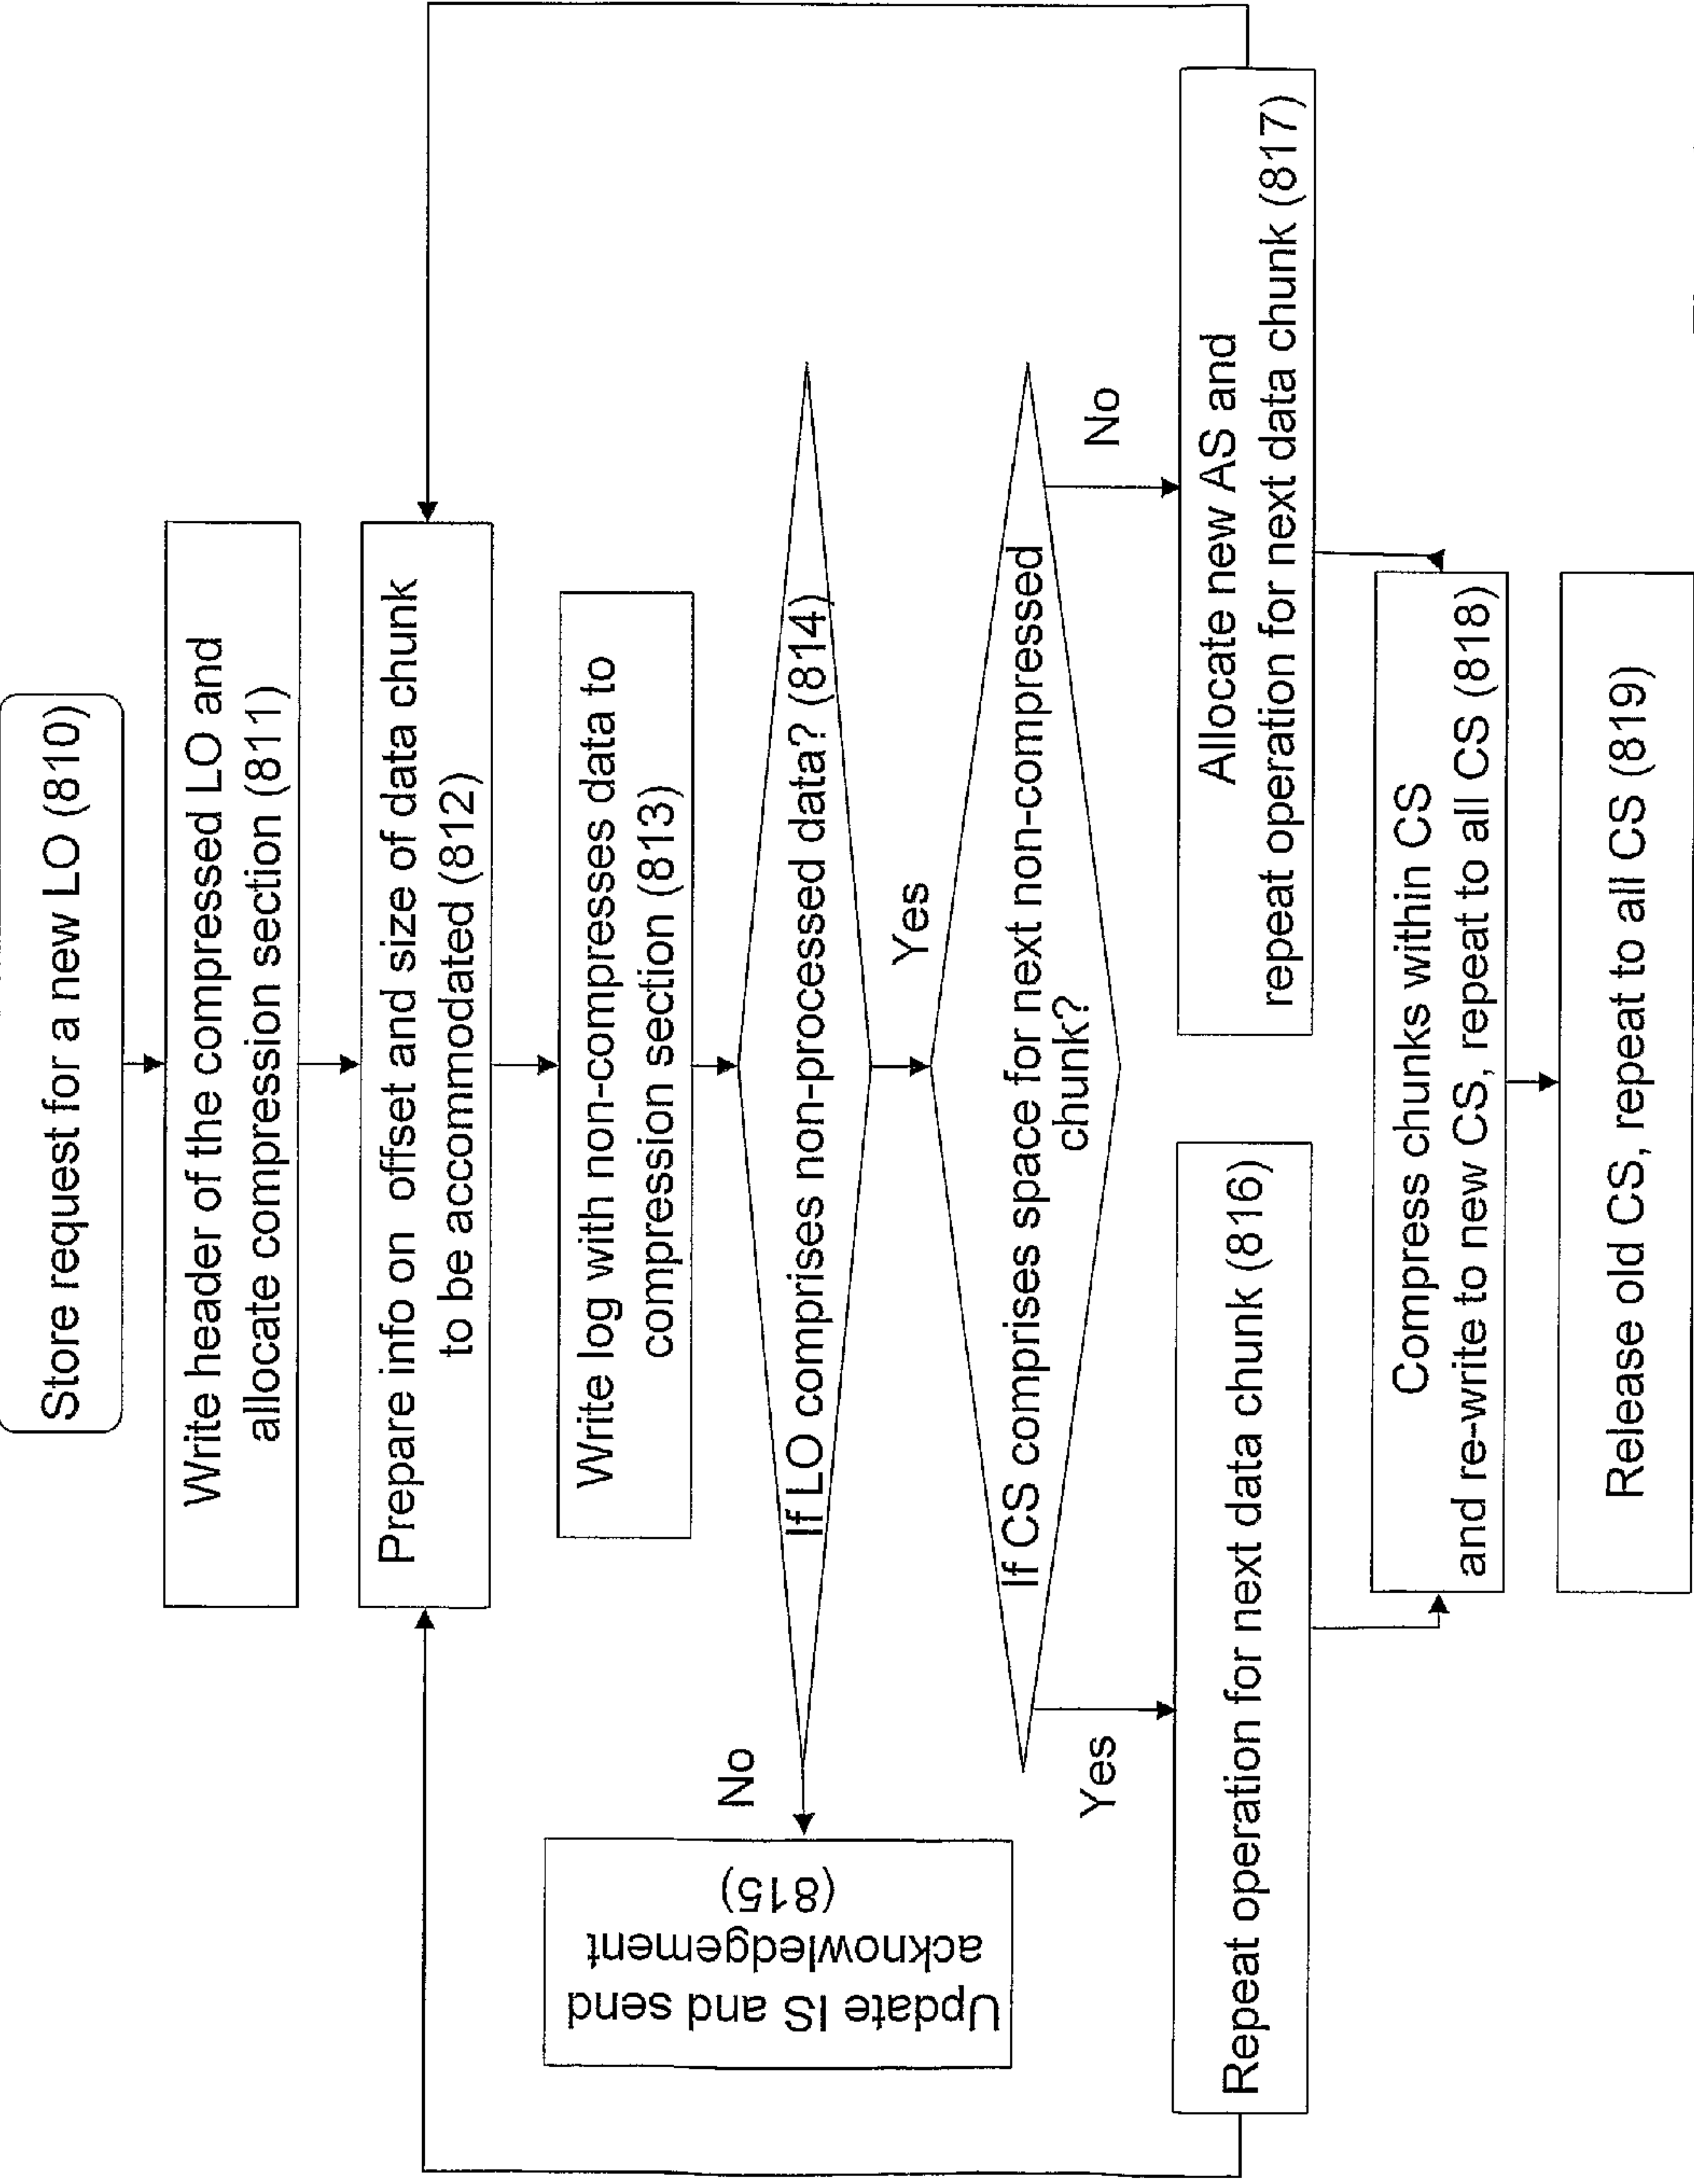 Store request for a new LO (810)
Write header of the compressed LO and
allocate compression section (811)
Prepare info on offset and size of data chunk
to be accommodated (812)
Write log with non-compresses data to
compression section (813)
If LO comprises non-processed data? (814)
No
Update IS and send
acknowledgement
(815)
Yes
If CS comprises space for next non-compressed
chunk?
Yes
No
Repeat operation for next data chunk (816)
Allocate new AS and
repeat operation for next data chunk (817)
Compress chunks within CS
and re-write to new CS, repeat to all CS (818)
Release old CS, repeat to all CS (819)